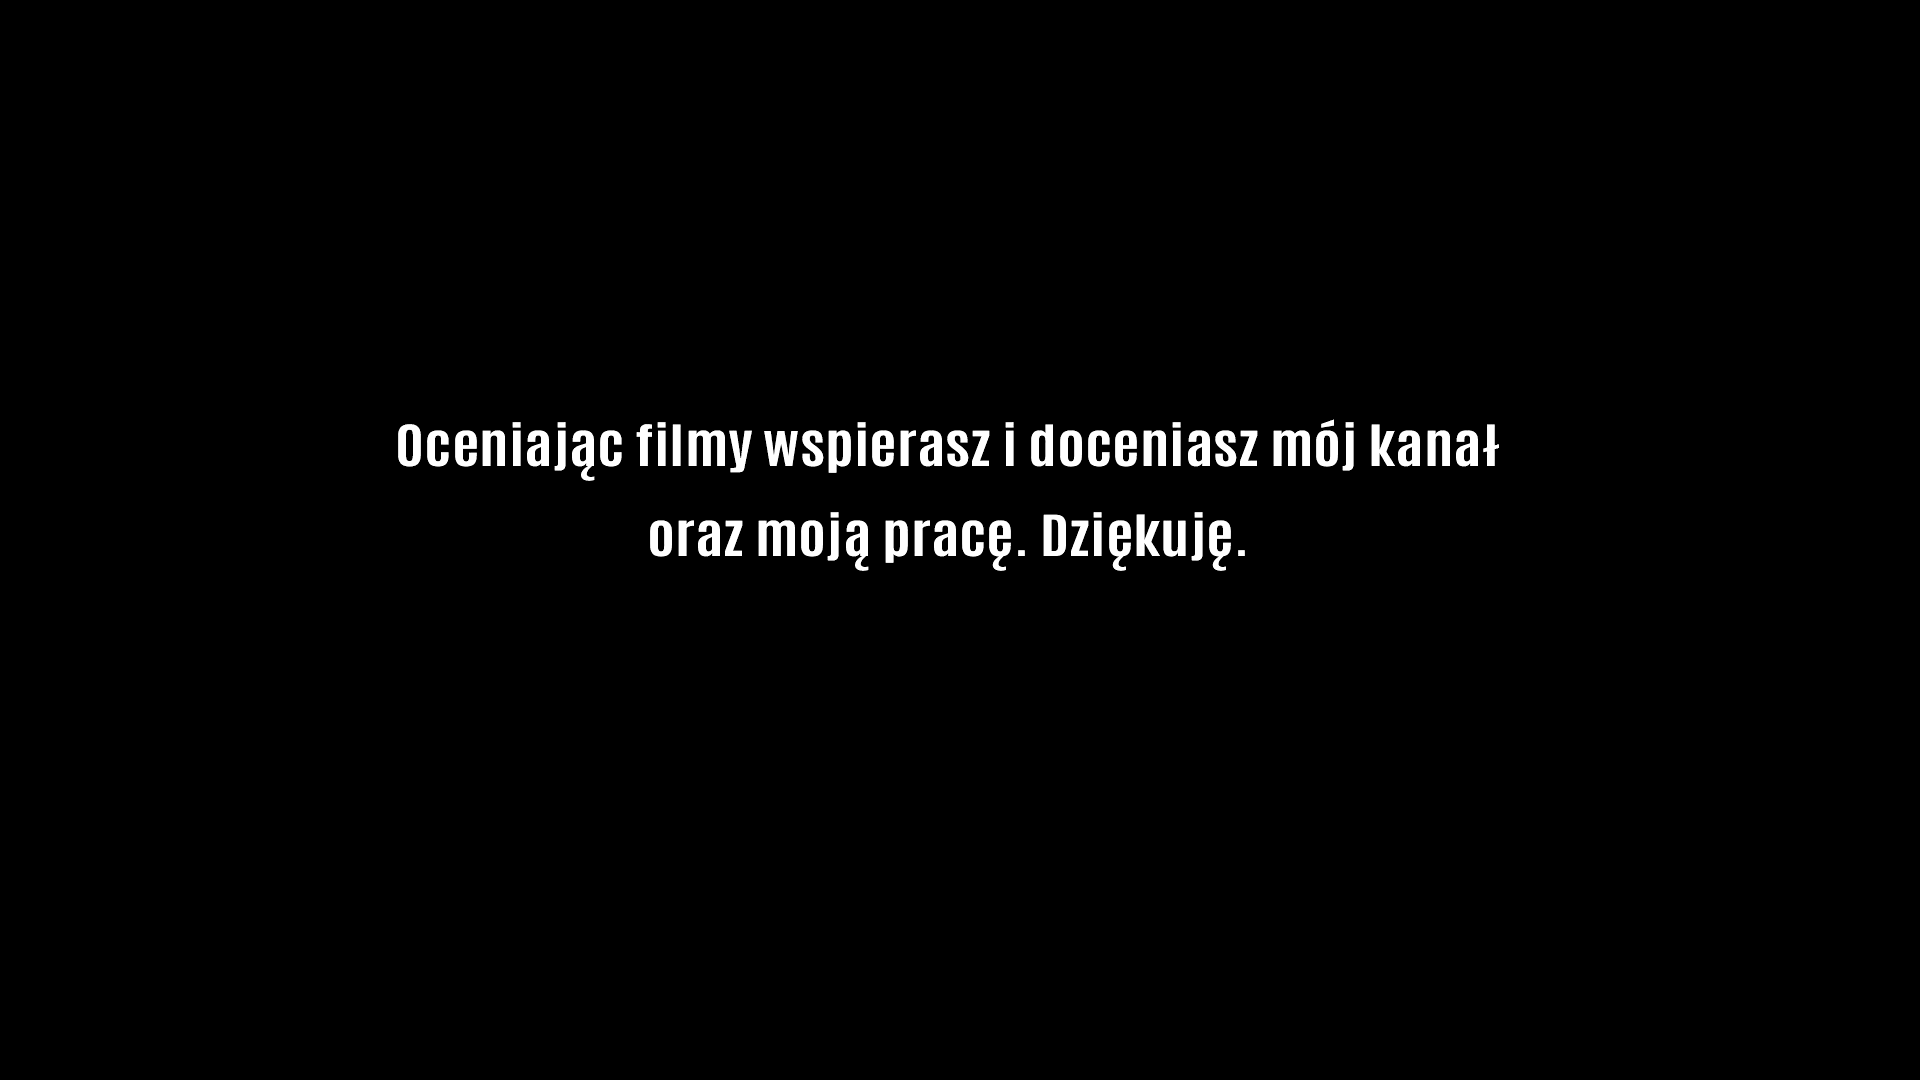 Oceniając filmy wspierasz i doceniasz mój kanał
oraz moją pracę. Dziękuję.